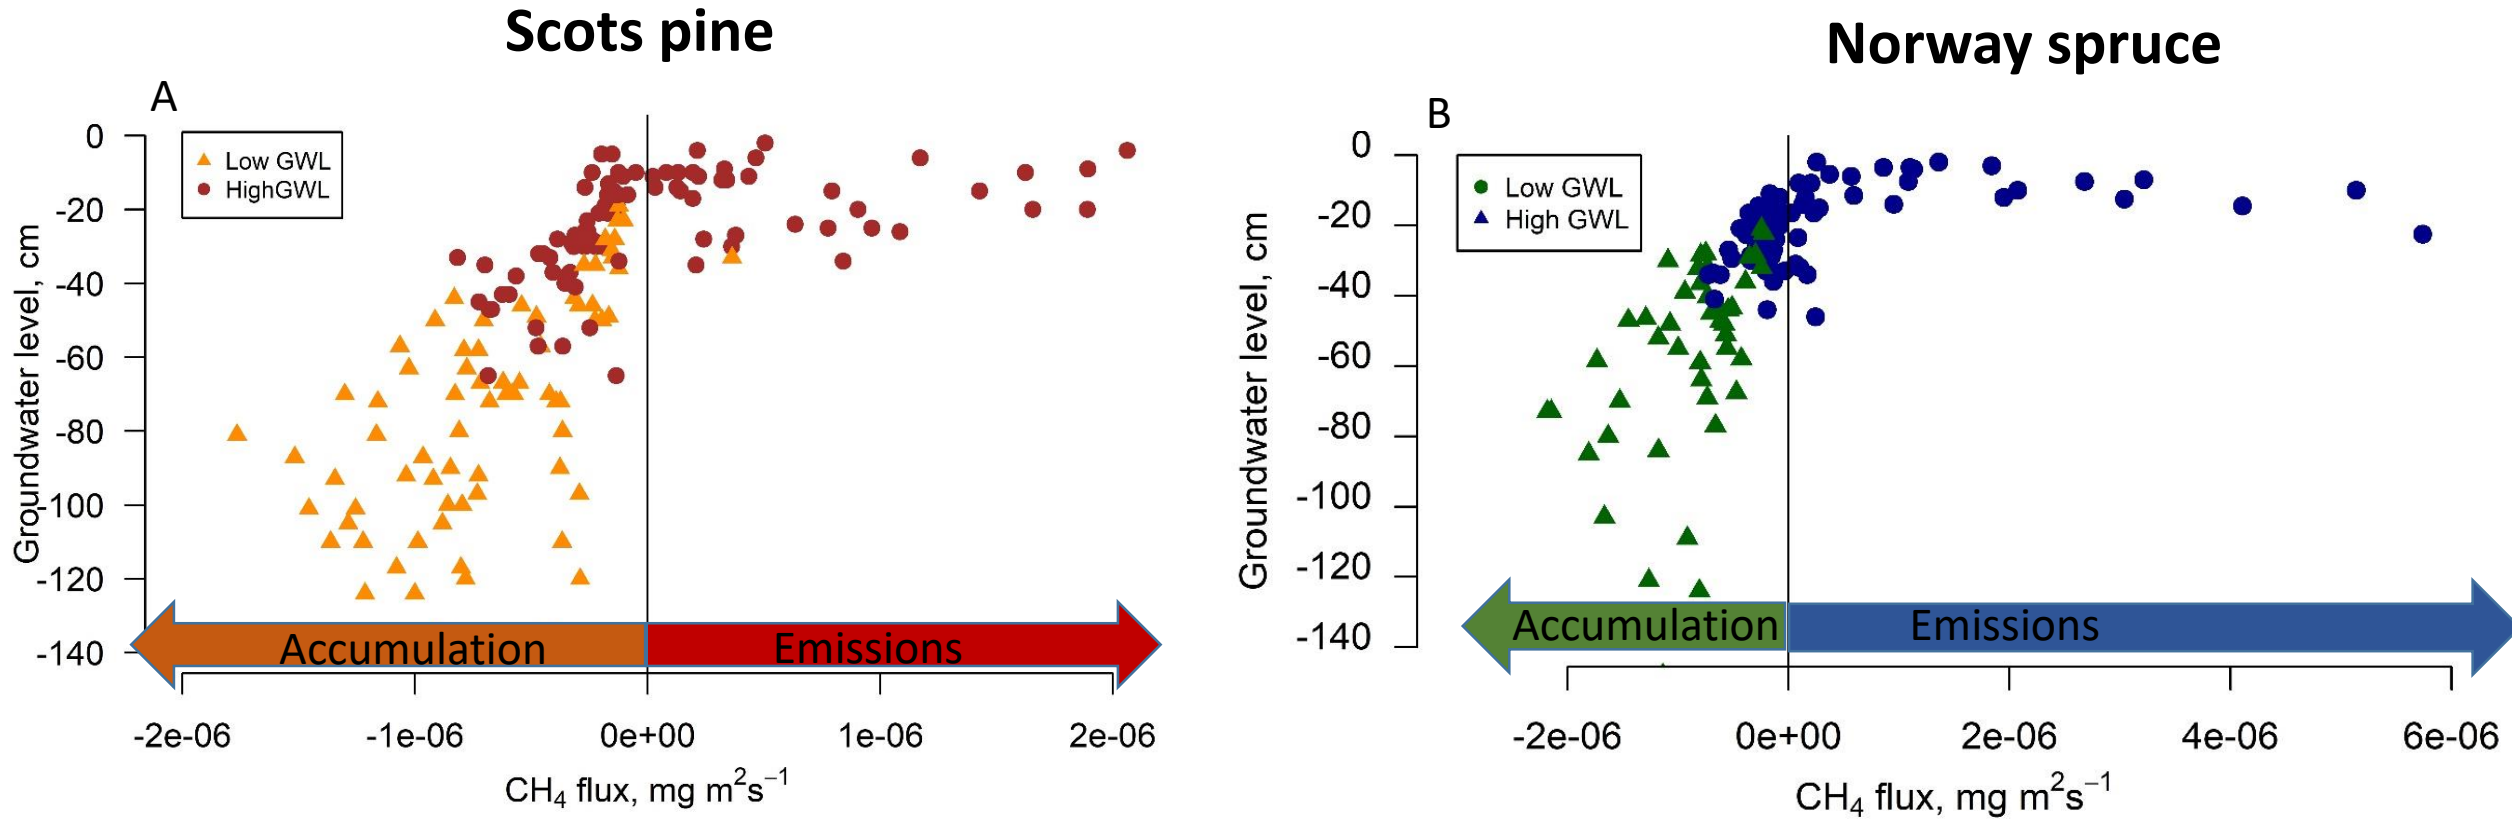 Scots pine
A
Low GWL
HighGWL
Groundwater level, cm
0
-20
-40
-60
-80
-100
-120
-140
Accumulation
Emissions
-2e-06
-1e-06
0e+00
1e-06
2e-06
CH₄ flux, mg m²s⁻¹
Norway spruce
B
Low GWL
High GWL
Groundwater level, cm
0
-20
-40
-60
-80
-100
-120
-140
Accumulation
Emissions
-2e-06
0e+00
2e-06
4e-06
6e-06
CH₄ flux, mg m²s⁻¹